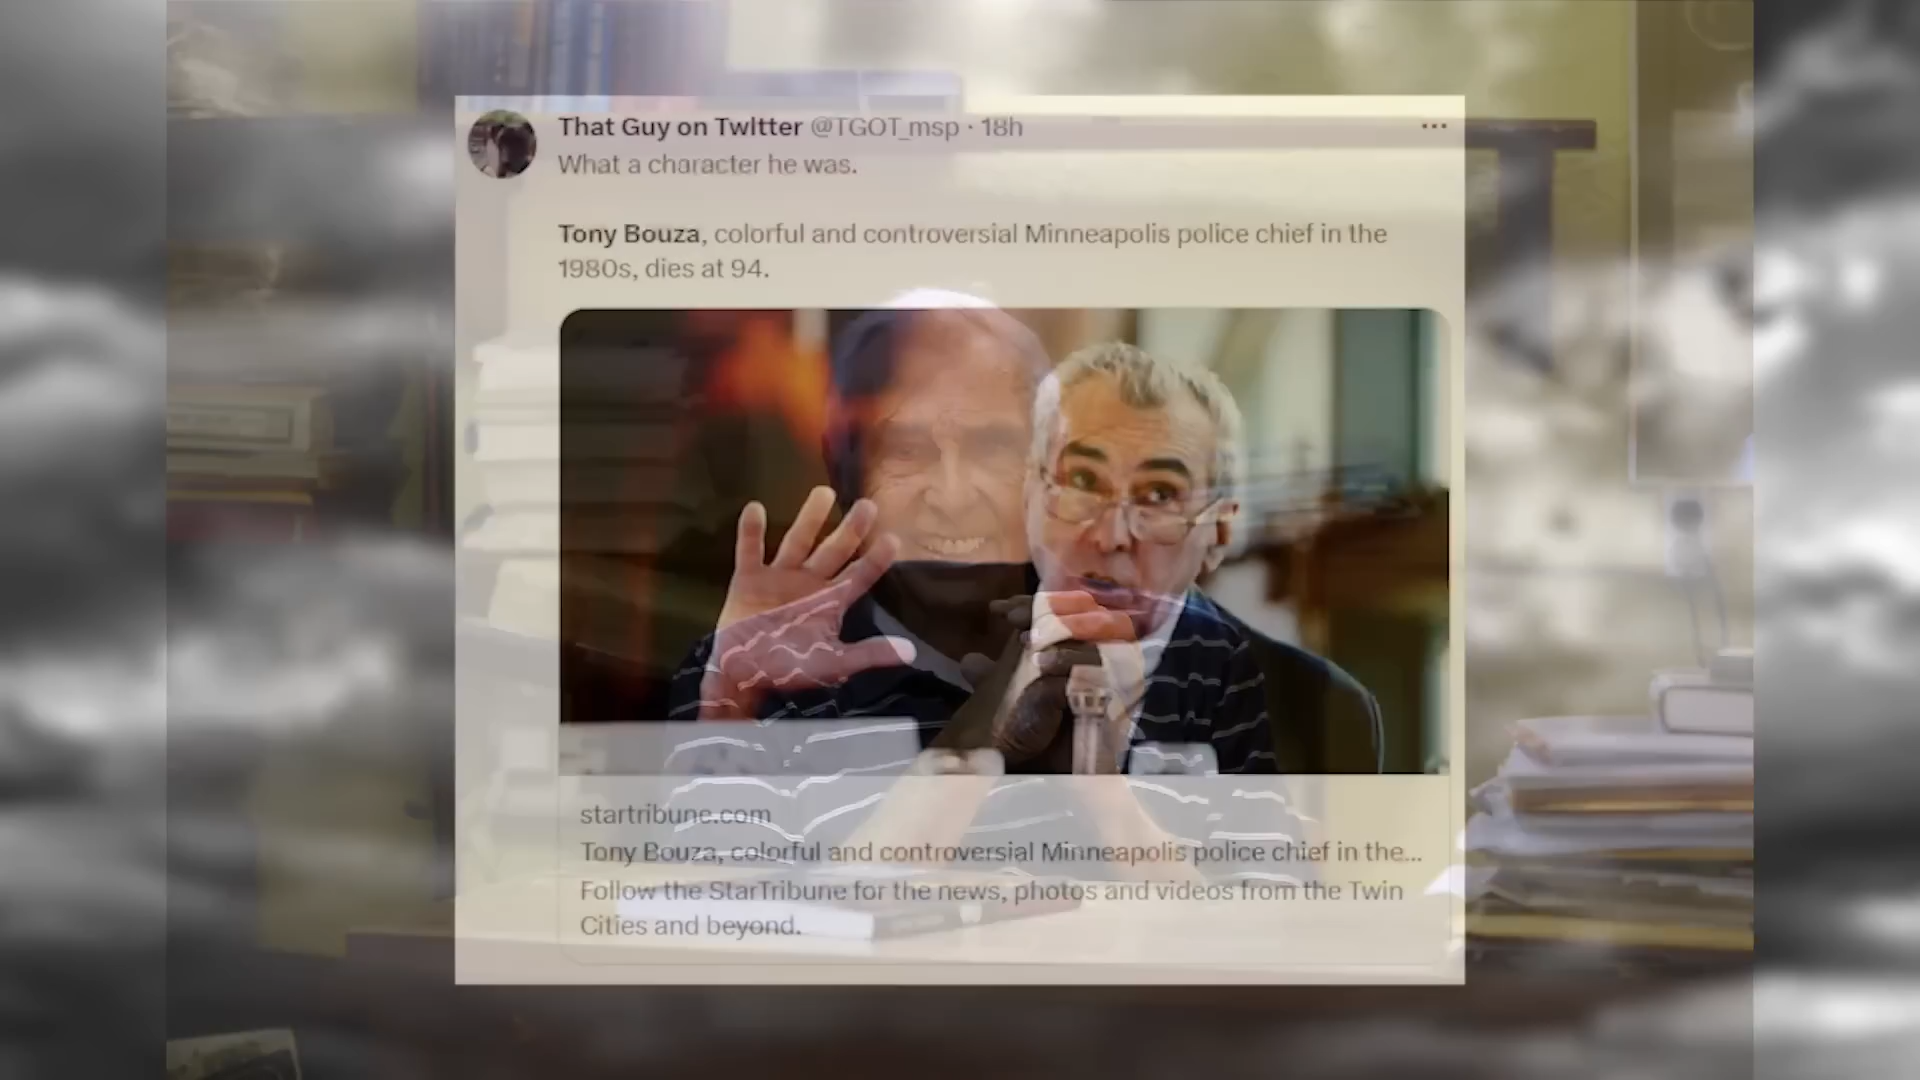 That Guy on TwItter @TGOT_msp · 18h
What a character he was.
Tony Bouza, colorful and controversial Minneapolis police chief in the
1980s, dies at 94.
startribune.com
Tony Bouza, colorful and controversial Minneapolis police chief in the...
Follow the StarTribune for the news, photos and videos from the Twin
Cities and beyond.